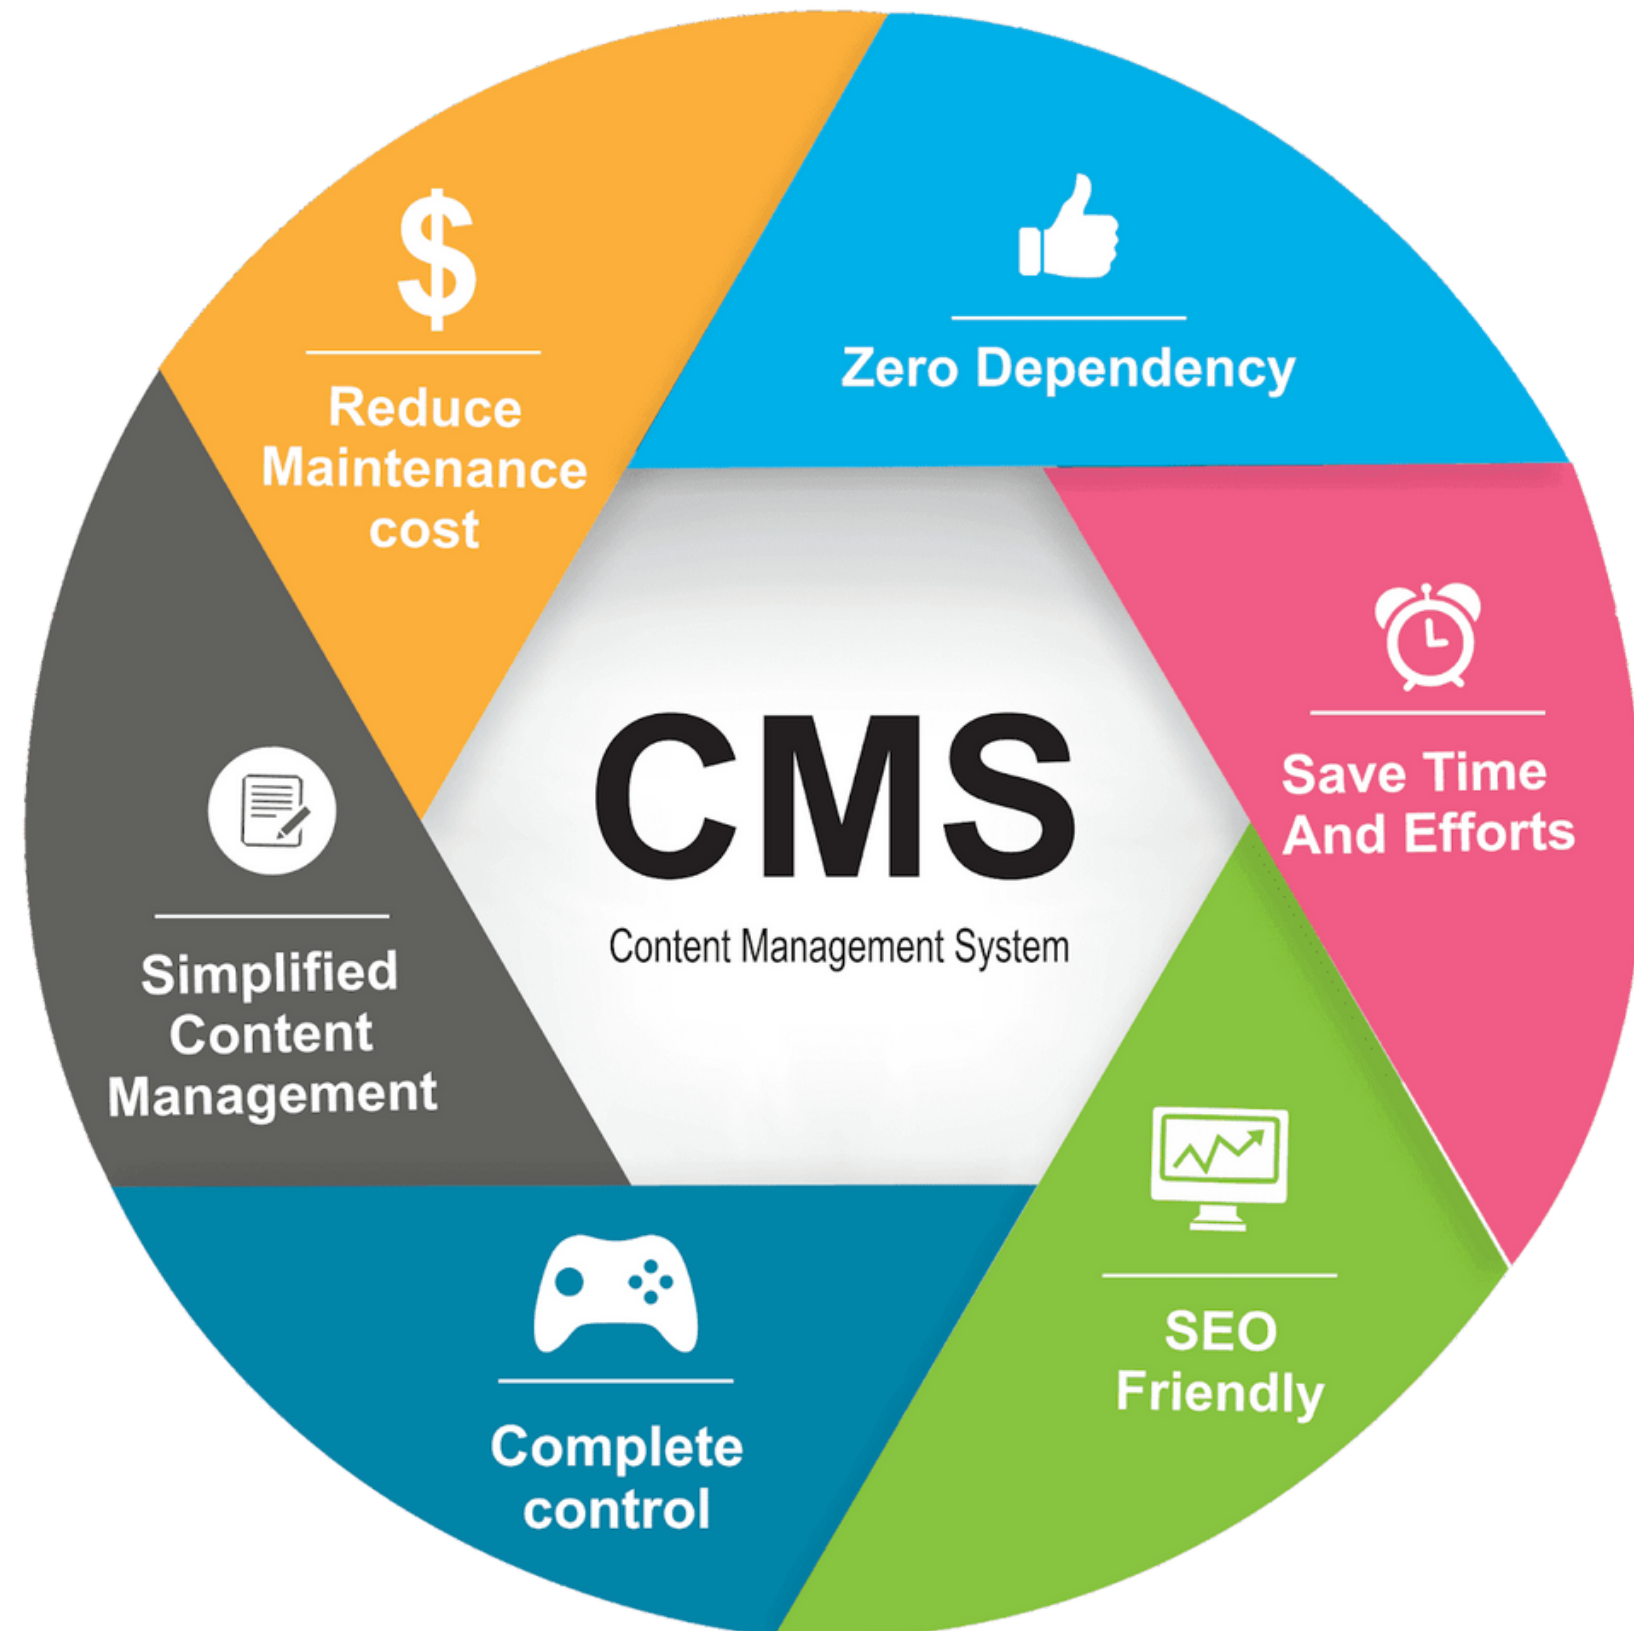 $
Reduce
Maintenance
cost
Zero Dependency
Save Time
And Efforts
SEO
Friendly
Complete
control
Simplified
Content
Management
CMS
Content Management System